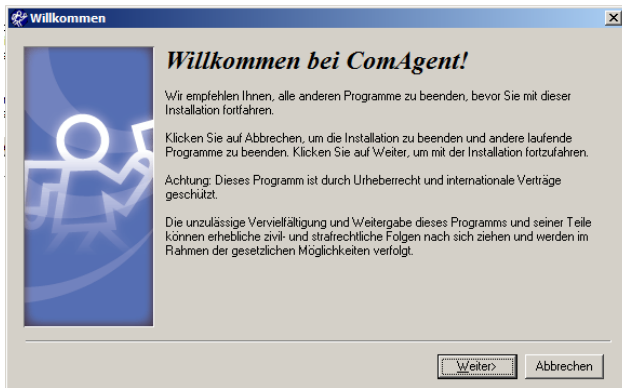 Willkommen
Willkommen bei ComAgent!
Wir empfehlen Ihnen, alle anderen Programme zu beenden, bevor Sie mit dieser
Installation fortfahren.
Klicken Sie auf Abbrechen, um die Installation zu beenden und andere laufende
Programme zu beenden. Klicken Sie auf Weiter, um mit der Installation fortzufahren.
Achtung: Dieses Programm ist durch Urheberrecht und internationale Verträge
geschützt.
Die unzulässige Vervielfältigung und Weitergabe dieses Programms und seiner Teile
können erhebliche zivil- und strafrechtliche Folgen nach sich ziehen und werden im
Rahmen der gesetzlichen Möglichkeiten verfolgt.
Weiter> Abbrechen